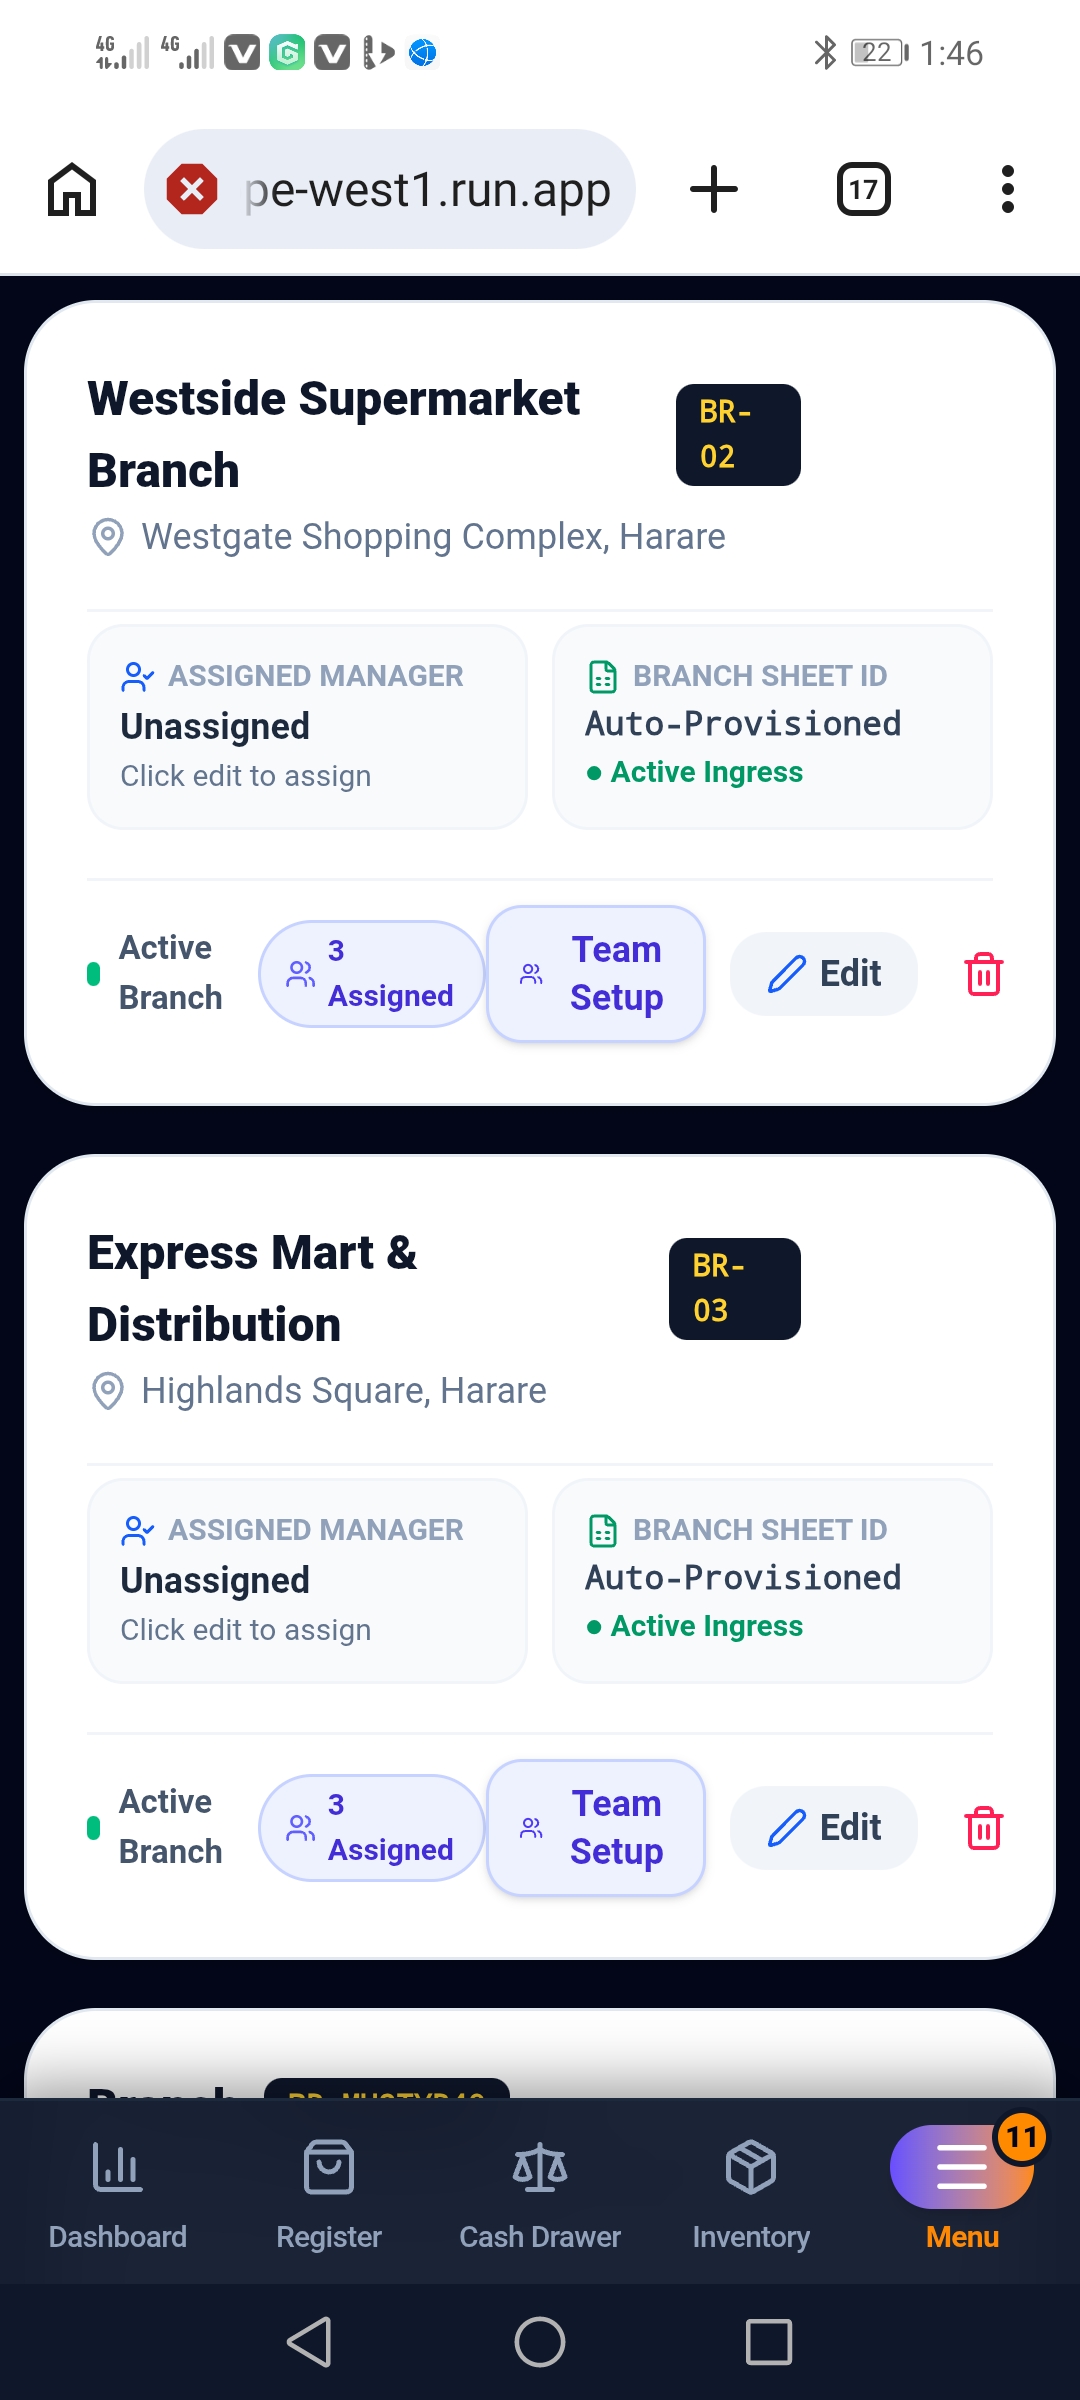 4G 4G 22 1:46
pe-west1.run.app 17
Westside Supermarket
Branch
BR-
02
Westgate Shopping Complex, Harare
ASSIGNED MANAGER
Unassigned
Click edit to assign
BRANCH SHEET ID
Auto-Provisioned
Active Ingress
Active
Branch
3
Assigned
Team
Setup
Edit
Express Mart &
Distribution
BR-
03
Highlands Square, Harare
ASSIGNED MANAGER
Unassigned
Click edit to assign
BRANCH SHEET ID
Auto-Provisioned
Active Ingress
Active
Branch
3
Assigned
Team
Setup
Edit
Branch
11
Dashboard
Register
Cash Drawer
Inventory
Menu